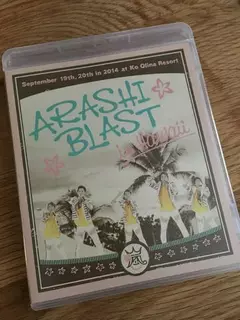 September 19th, 20th in 2014 at Ko Olina Resort
ARASHI
BLAST
in Hawaii
嵐